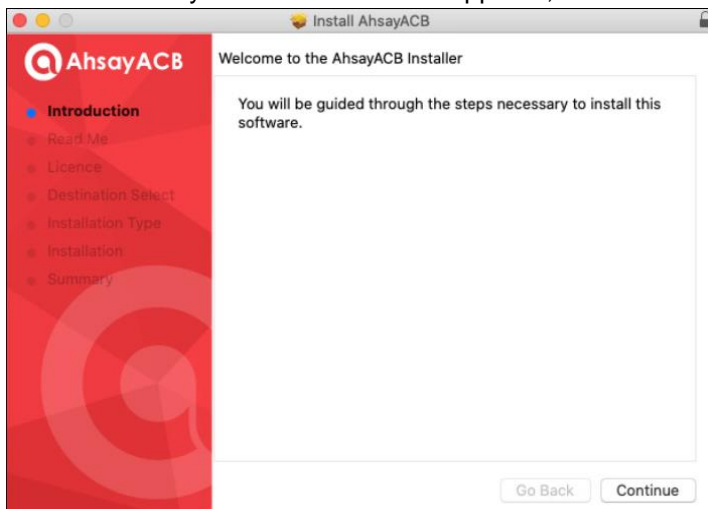 Install AhsayACB
AhsayACB
Welcome to the AhsayACB Installer
Introduction
Read Me
Licence
Destination Select
Installation Type
Installation
Summary
You will be guided through the steps necessary to install this
software.
Go Back
Continue